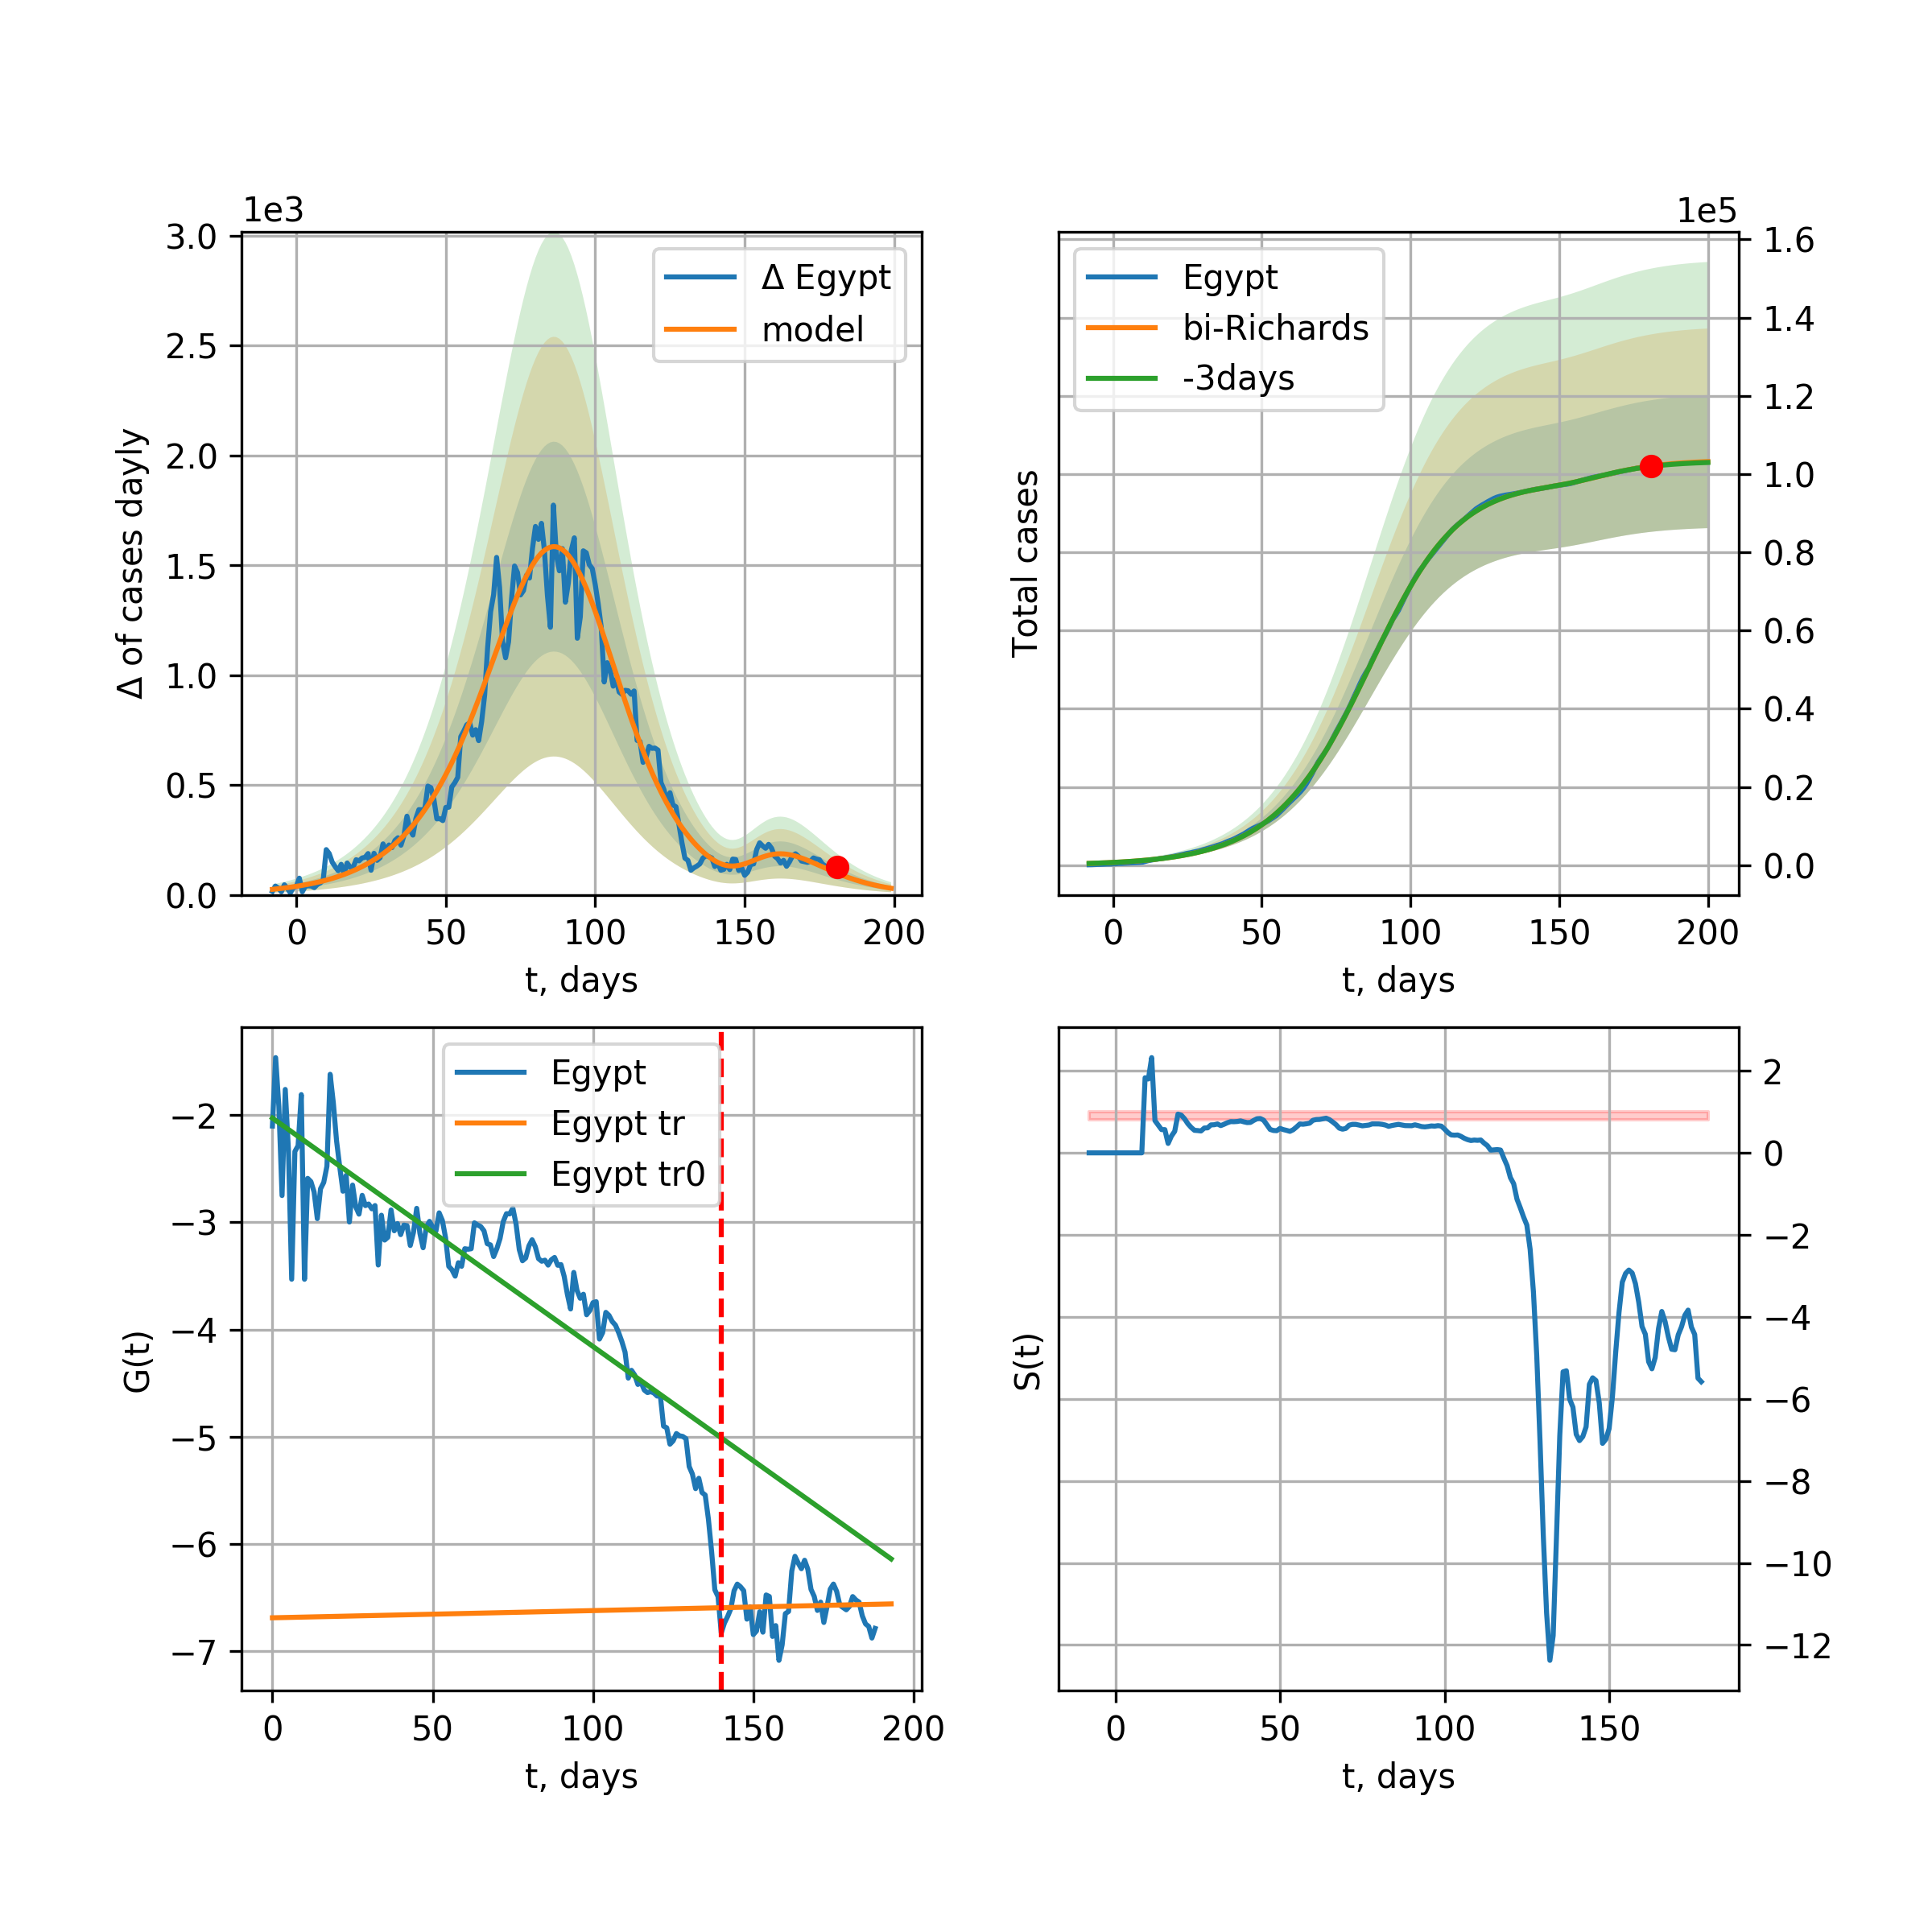 1e3
3.0
2.5
2.0
1.5
1.0
0.5
0.0
Δ of cases dayly
Δ Egypt
model
0 50 100 150 200
t, days
1e5
1.6
1.4
1.2
1.0
0.8
0.6
0.4
0.2
0.0
Total cases
Egypt
bi-Richards
-3days
0 50 100 150 200
t, days
−2
−3
−4
−5
−6
−7
G(t)
Egypt
Egypt tr
Egypt tr0
0 50 100 150 200
t, days
2
0
−2
−4
−6
−8
−10
−12
S(t)
0 50 100 150
t, days